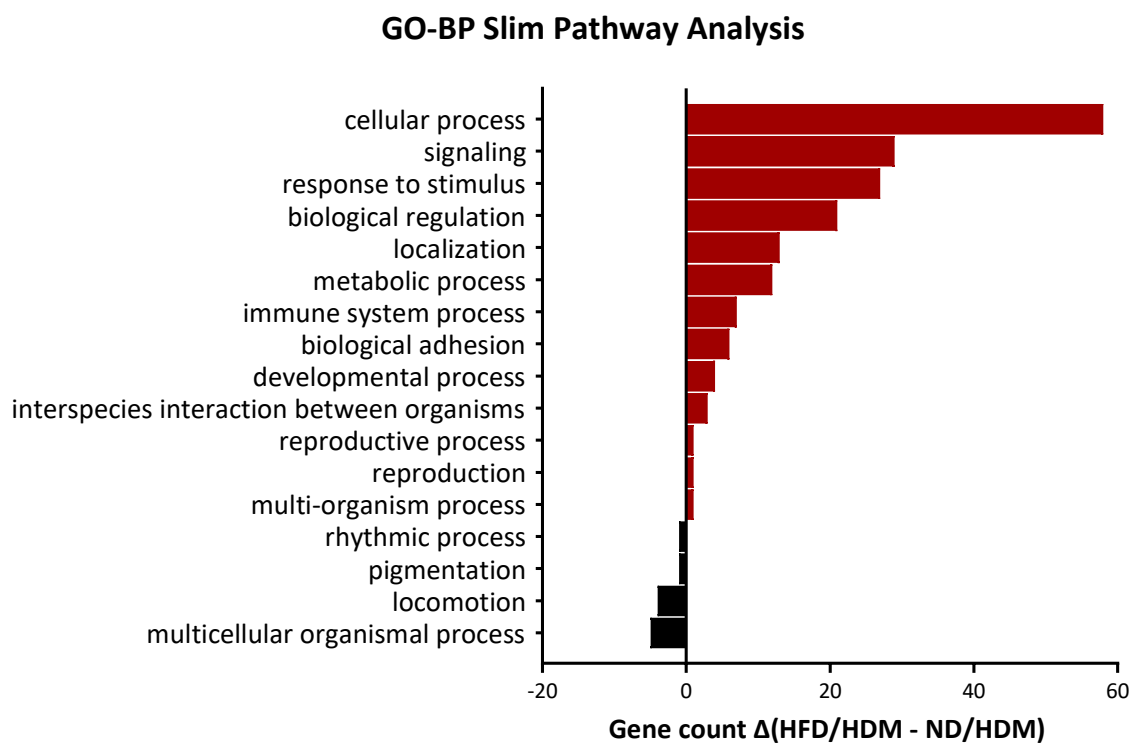 GO-BP Slim Pathway Analysis
cellular process
signaling
response to stimulus
biological regulation
localization
metabolic process
immune system process
biological adhesion
developmental process
interspecies interaction between organisms
reproductive process
reproduction
multi-organism process
rhythmic process
pigmentation
locomotion
multicellular organismal process
-20 0 20 40 60
Gene count Δ(HFD/HDM - ND/HDM)